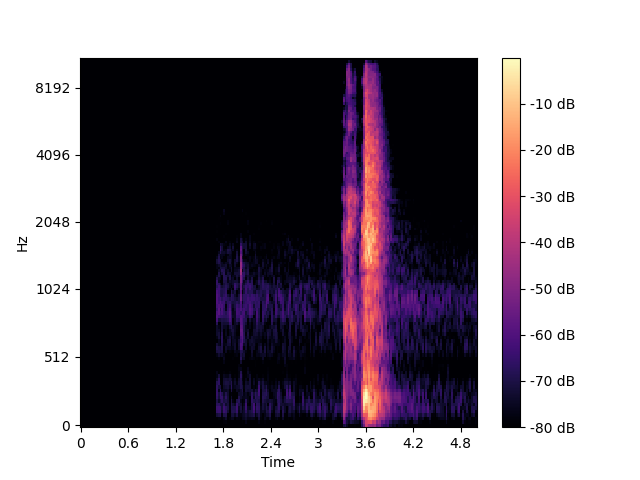 8192
4096
2048
1024
512
0
Hz
0 0.6 1.2 1.8 2.4 3 3.6 4.2 4.8
Time
-10 dB
-20 dB
-30 dB
-40 dB
-50 dB
-60 dB
-70 dB
-80 dB